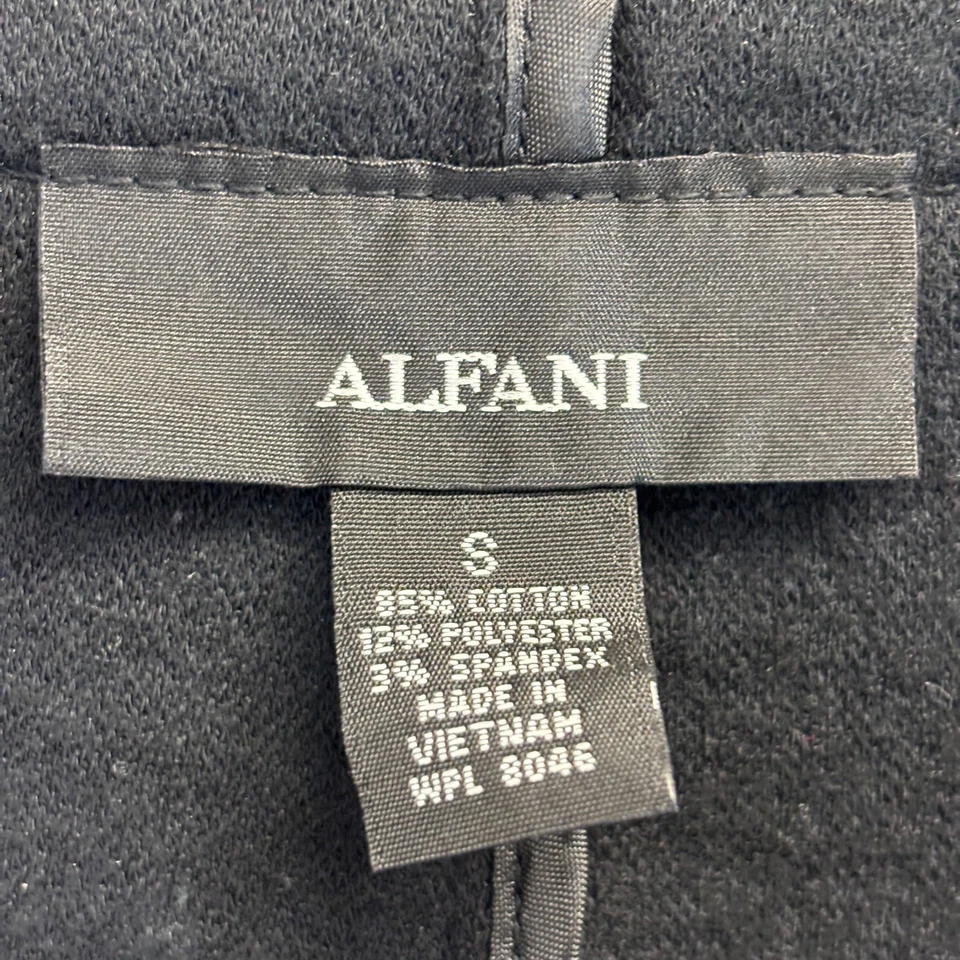 ALFANI
S
85% COTTON
12% POLYESTER
3% SPANDEX
MADE IN
VIETNAM
WPL 8046